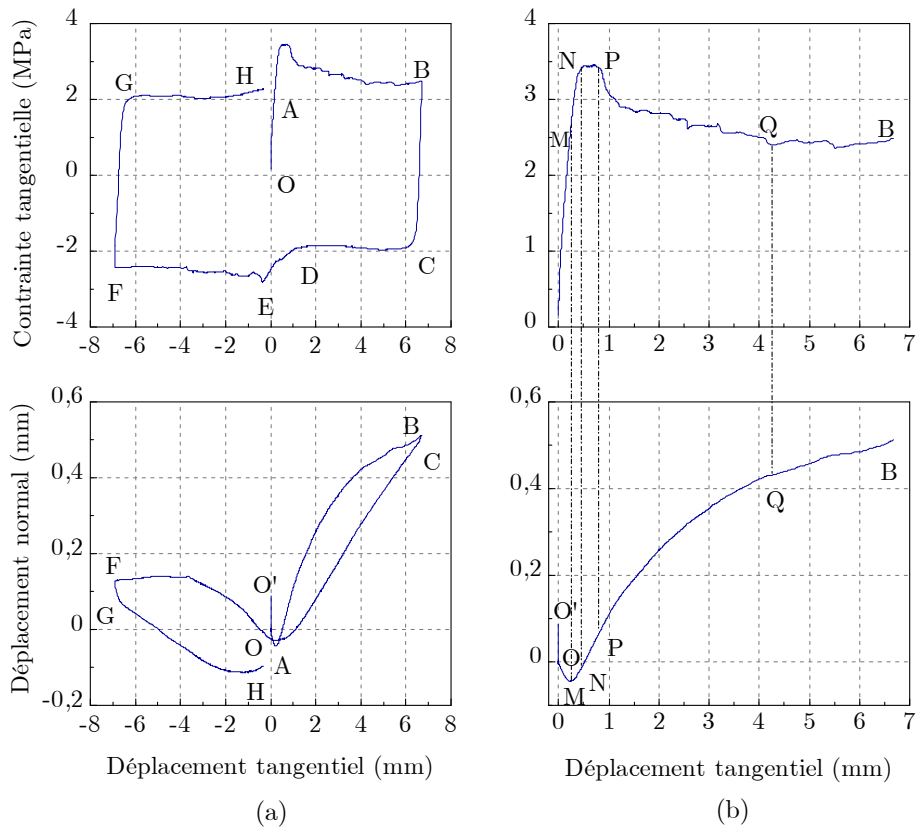 Contrainte tangentielle (MPa)
4
2
0
-2
-4
-8 -6 -4 -2 0 2 4 6 8
G H A B O D C F E
4
3
2
1
0
0 1 2 3 4 5 6 7
N P M Q B
Déplacement normal (mm)
0,6
0,4
0,2
0
-0,2
-8 -6 -4 -2 0 2 4 6 8
B C F O' G O A H
Déplacement tangentiel (mm)
(a)
0,6
0,4
0,2
0
0 1 2 3 4 5 6 7
B Q O' P O N M
Déplacement tangentiel (mm)
(b)